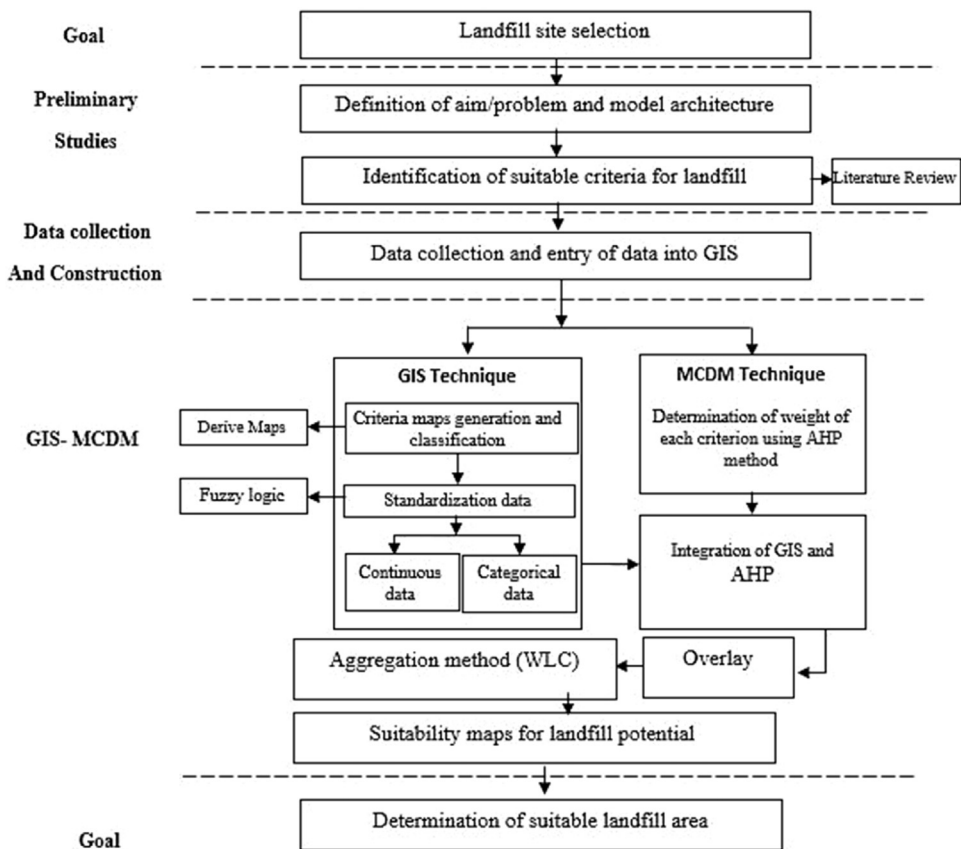 Goal
Landfill site selection
Preliminary
Studies
Definition of aim/problem and model architecture
Identification of suitable criteria for landfill
Literature Review
Data collection
And Construction
Data collection and entry of data into GIS
GIS- MCDM
GIS Technique
Criteria maps generation and
classification
Derive Maps
Standardization data
Fuzzy logic
Continuous
data
Categorical
data
MCDM Technique
Determination of weight of
each criterion using AHP
method
Integration of GIS and
AHP
Overlay
Aggregation method (WLC)
Suitability maps for landfill potential
Goal
Determination of suitable landfill area